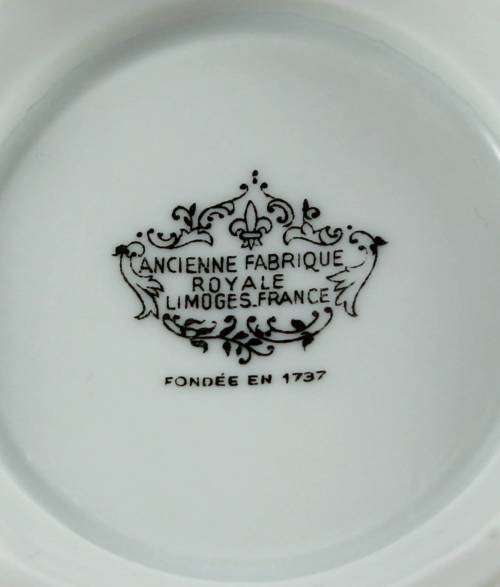 ANCIENNE FABRIQUE
ROYALE
LIMOGES-FRANCE
FONDÉE EN 1737